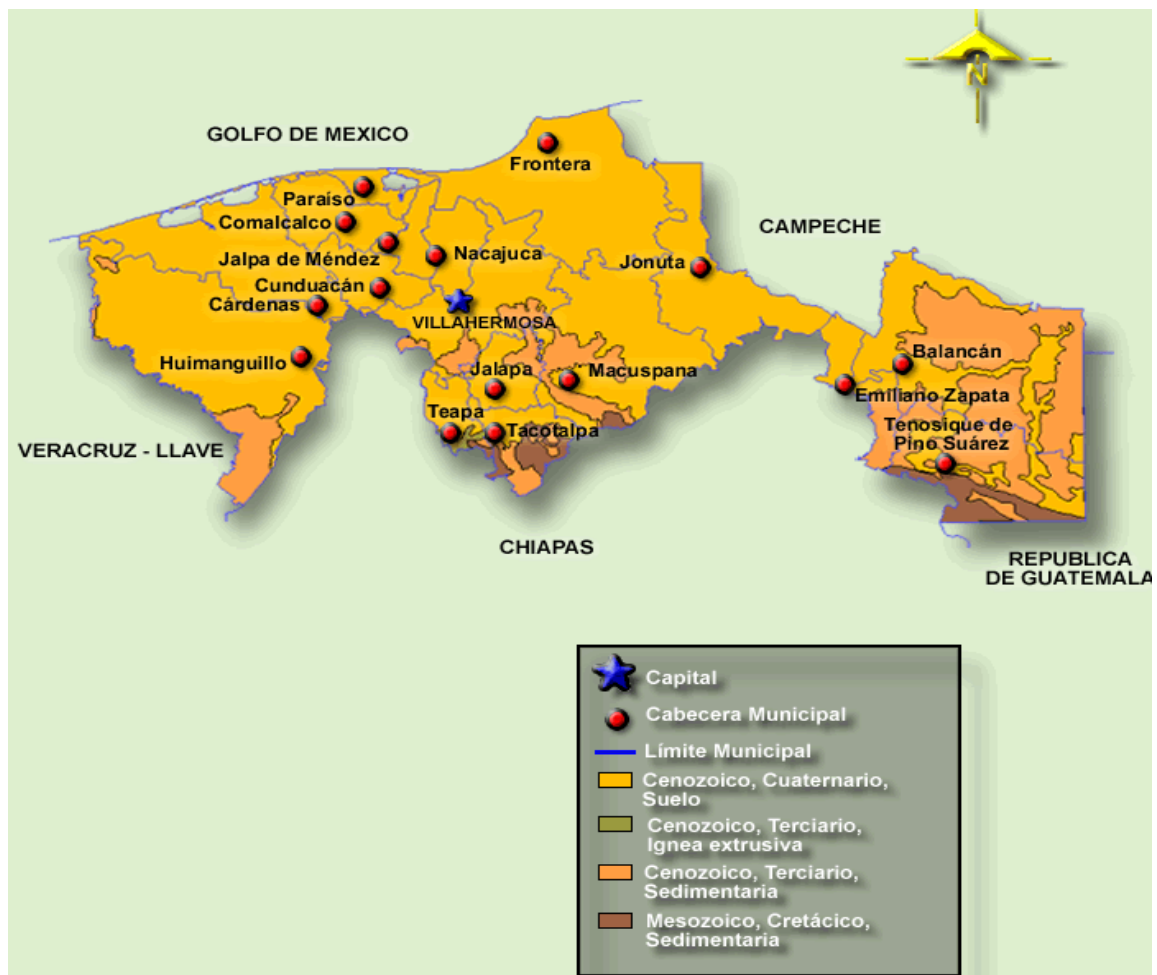 N
GOLFO DE MEXICO
Frontera
Paraíso
Comalcalco
CAMPECHE
Jalpa de Méndez
Nacajuca
Jonuta
Cunduacán
Cárdenas
VILLAHERMOSA
Huimanguillo
Jalapa
Macuspana
Balancán
Emiliano Zapata
Teapa
Tacotalpa
Tenosique de
Pino Suárez
VERACRUZ - LLAVE
CHIAPAS
REPUBLICA
DE GUATEMALA
Capital
Cabecera Municipal
Límite Municipal
Cenozoico, Cuaternario,
Suelo
Cenozoico, Terciario,
Ignea extrusiva
Cenozoico, Terciario,
Sedimentaria
Mesozoico, Cretácico,
Sedimentaria